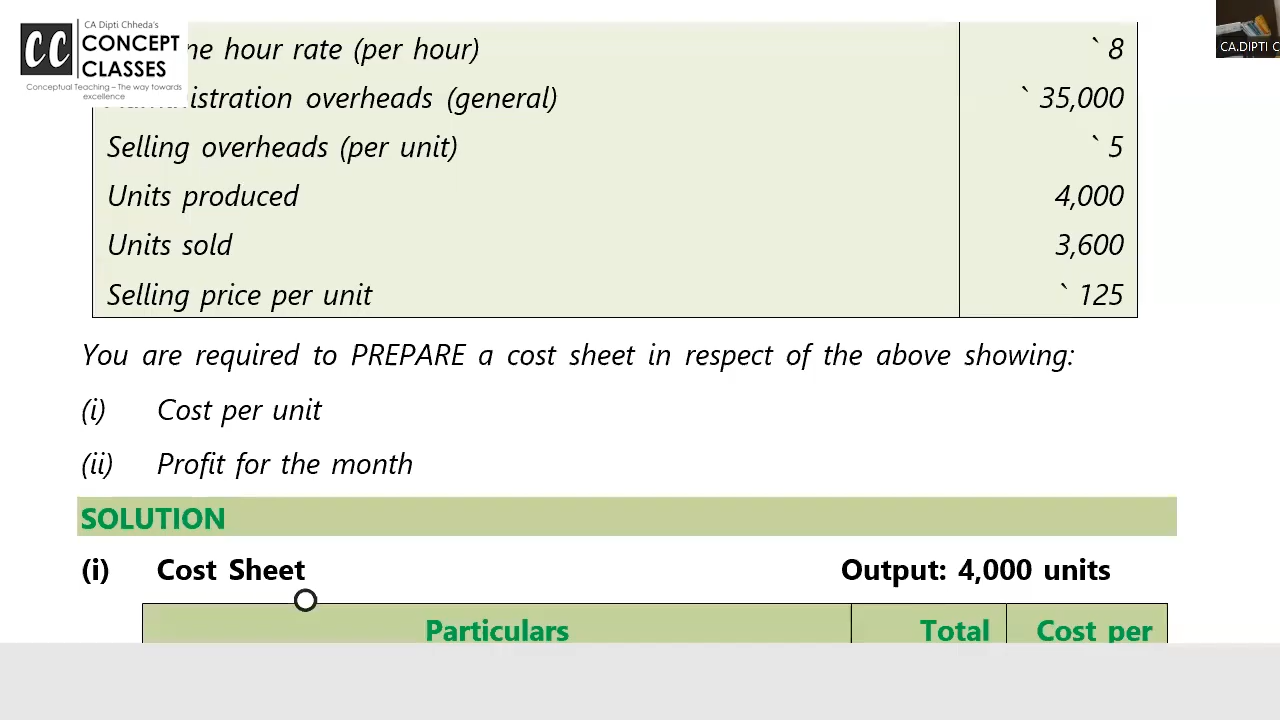 CA Dipti Chheda's
CC CONCEPT
CLASSES
Conceptual Teaching – The way towards
excellence
CA.DIPTI C
hour rate (per hour) ` 8
overheads (general) ` 35,000
Selling overheads (per unit) ` 5
Units produced 4,000
Units sold 3,600
Selling price per unit ` 125
You are required to PREPARE a cost sheet in respect of the above showing:
(i) Cost per unit
(ii) Profit for the month
SOLUTION
(i) Cost Sheet Output: 4,000 units
Particulars Total Cost per